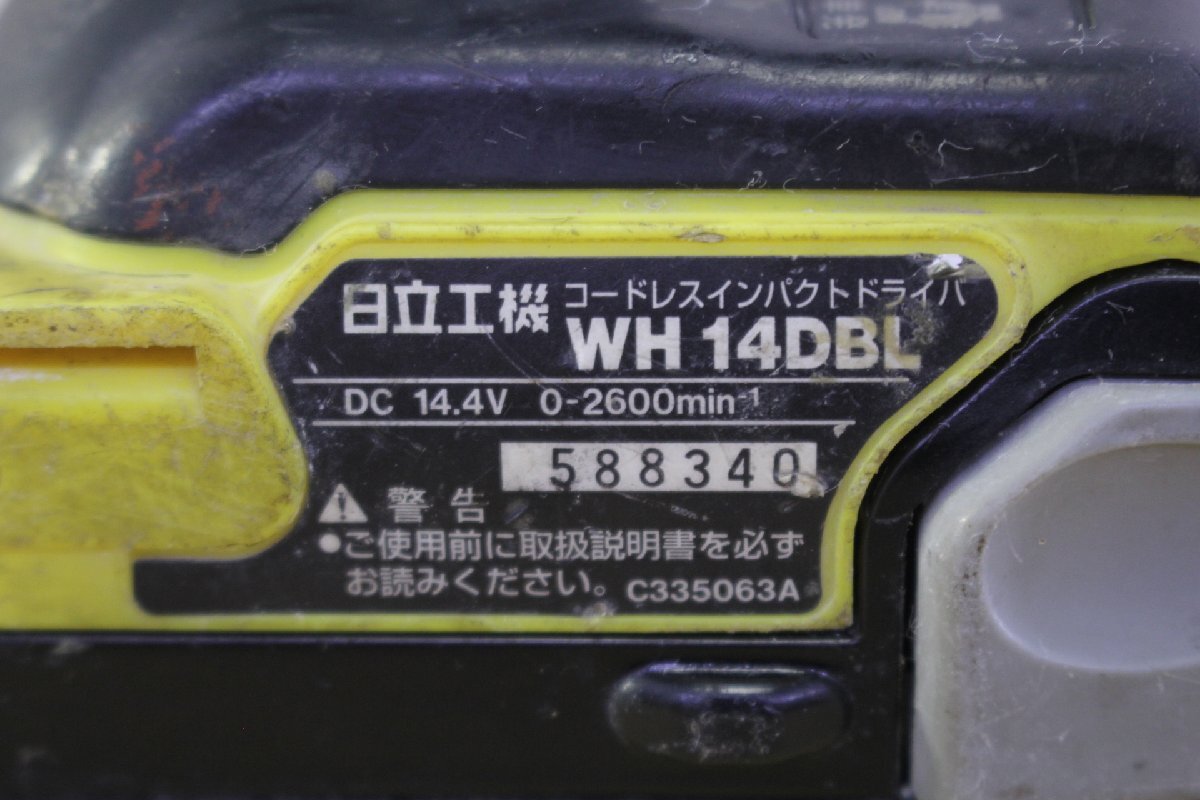 日立工機 コードレスインパクトドライバ
WH 14DBL
DC 14.4V 0-2600min⁻¹
588340
警告
●ご使用前に取扱説明書を必ず
お読みください。 C335063A